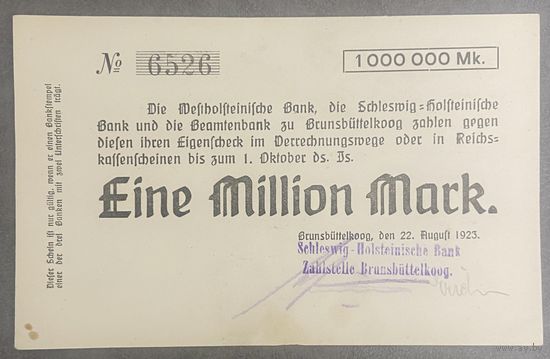 № 6526
1 000 000 Mk.
Die Westholsteinische Bank, die Schleswig-Holsteinische
Bank und die Beamtenbank zu Brunsbüttelkoog zahlen gegen
diesen ihren Eigenscheck im Verrechnungswege oder in Reichs-
kassenscheinen bis zum 1. Oktober ds. Js.
Eine Million Mark.
Brunsbüttelkoog, den 22. August 1923.
Schleswig-Holsteinische Bank
Zahlstelle Brunsbüttelkoog.
Dieser Schein ist nur gültig, wenn er einen Bankstempel
einer der drei Banken mit zwei Unterschriften trägt.
www.ay.by